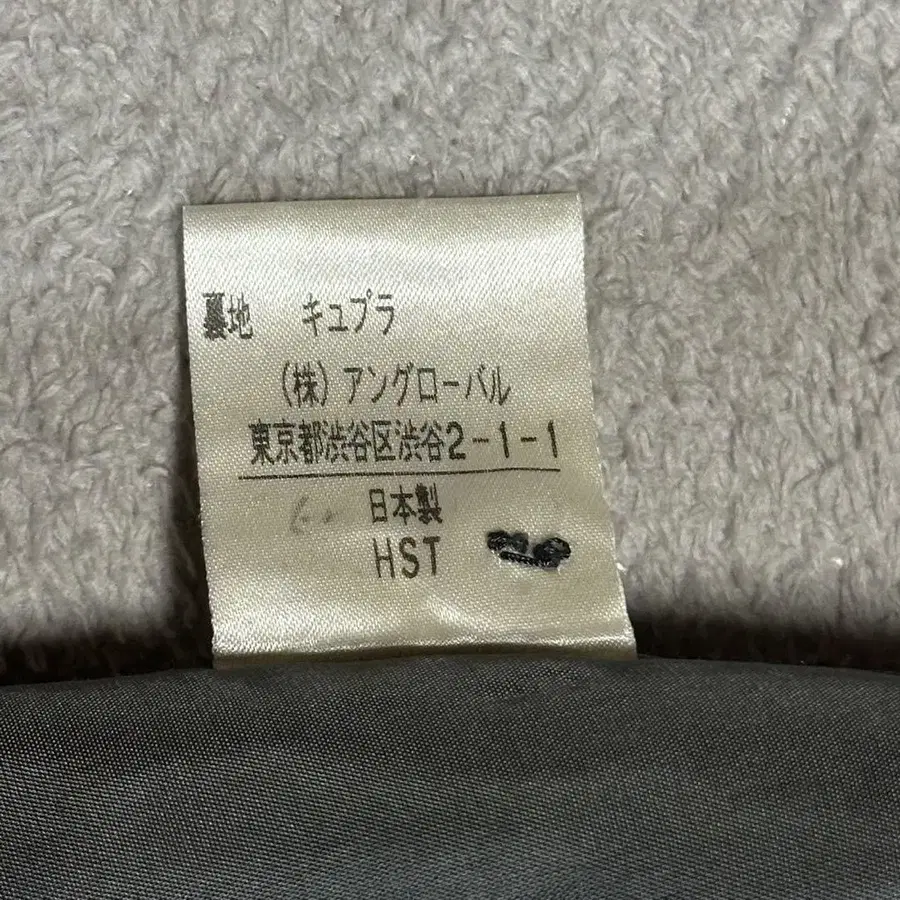 裏地 キュプラ
(株)アングローバル
東京都渋谷区渋谷2-1-1
日本製
HST